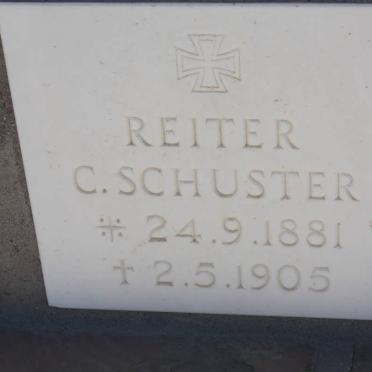 REITER
C. SCHUSTER
* 24.9.1881
† 2.5.1905